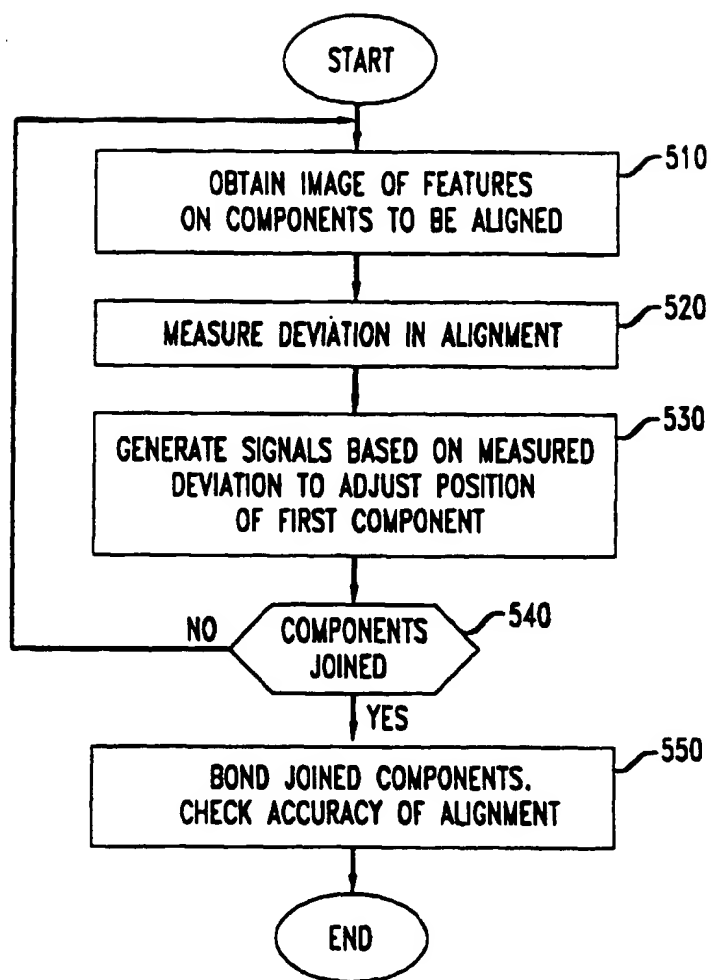 START
510
OBTAIN IMAGE OF FEATURES
ON COMPONENTS TO BE ALIGNED
520
MEASURE DEVIATION IN ALIGNMENT
530
GENERATE SIGNALS BASED ON MEASURED
DEVIATION TO ADJUST POSITION
OF FIRST COMPONENT
NO
COMPONENTS
JOINED
540
YES
550
BOND JOINED COMPONENTS.
CHECK ACCURACY OF ALIGNMENT
END